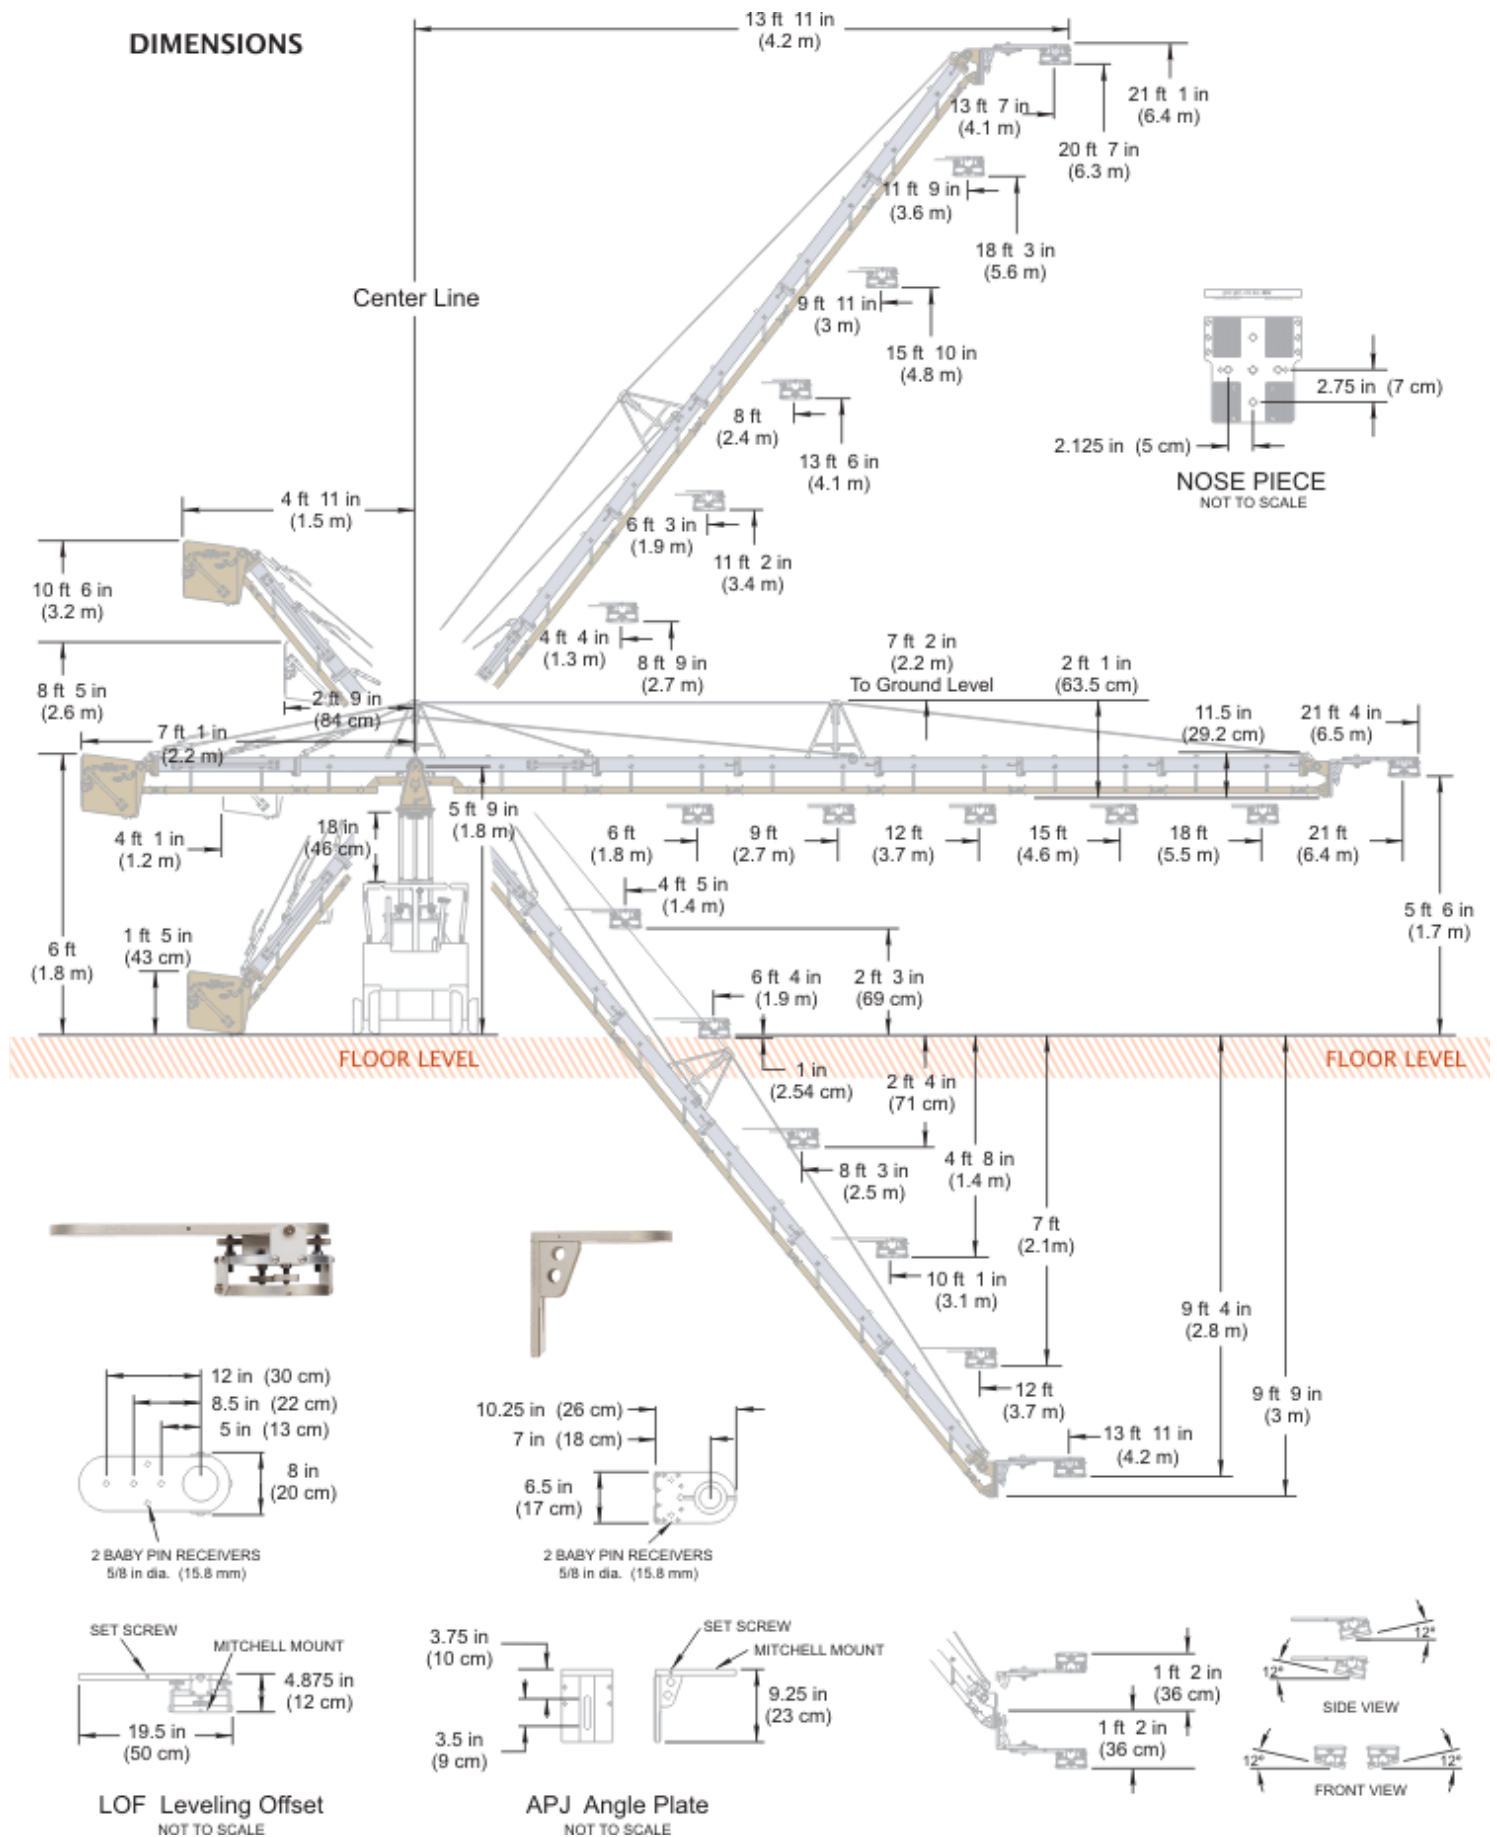 DIMENSIONS
13 ft 11 in
(4.2 m)
21 ft 1 in
(6.4 m)
13 ft 7 in
(4.1 m)
20 ft 7 in
(6.3 m)
11 ft 9 in
(3.6 m)
18 ft 3 in
(5.6 m)
Center Line
9 ft 11 in
(3 m)
15 ft 10 in
(4.8 m)
2.75 in (7 cm)
2.125 in (5 cm)
NOSE PIECE
NOT TO SCALE
8 ft
(2.4 m)
13 ft 6 in
(4.1 m)
4 ft 11 in
(1.5 m)
6 ft 3 in
(1.9 m)
11 ft 2 in
(3.4 m)
10 ft 6 in
(3.2 m)
4 ft 4 in
(1.3 m)
8 ft 9 in
(2.7 m)
7 ft 2 in
(2.2 m)
To Ground Level
2 ft 1 in
(63.5 cm)
8 ft 5 in
(2.6 m)
2 ft 9 in
(84 cm)
7 ft 1 in
(2.2 m)
11.5 in
(29.2 cm)
21 ft 4 in
(6.5 m)
5 ft 9 in
(1.8 m)
18 in
(46 cm)
4 ft 1 in
(1.2 m)
6 ft
(1.8 m)
9 ft
(2.7 m)
12 ft
(3.7 m)
15 ft
(4.6 m)
18 ft
(5.5 m)
21 ft
(6.4 m)
4 ft 5 in
(1.4 m)
5 ft 6 in
(1.7 m)
6 ft
(1.8 m)
1 ft 5 in
(43 cm)
6 ft 4 in
(1.9 m)
2 ft 3 in
(69 cm)
FLOOR LEVEL
FLOOR LEVEL
1 in
(2.54 cm)
2 ft 4 in
(71 cm)
8 ft 3 in
(2.5 m)
4 ft 8 in
(1.4 m)
7 ft
(2.1m)
10 ft 1 in
(3.1 m)
9 ft 4 in
(2.8 m)
12 ft
(3.7 m)
9 ft 9 in
(3 m)
13 ft 11 in
(4.2 m)
12 in (30 cm)
8.5 in (22 cm)
5 in (13 cm)
8 in
(20 cm)
2 BABY PIN RECEIVERS
5/8 in dia. (15.8 mm)
10.25 in (26 cm)
7 in (18 cm)
6.5 in
(17 cm)
2 BABY PIN RECEIVERS
5/8 in dia. (15.8 mm)
SET SCREW
MITCHELL MOUNT
4.875 in
(12 cm)
19.5 in
(50 cm)
LOF Leveling Offset
NOT TO SCALE
3.75 in
(10 cm)
SET SCREW
MITCHELL MOUNT
9.25 in
(23 cm)
3.5 in
(9 cm)
APJ Angle Plate
NOT TO SCALE
1 ft 2 in
(36 cm)
1 ft 2 in
(36 cm)
12°
12°
SIDE VIEW
12°
12°
FRONT VIEW